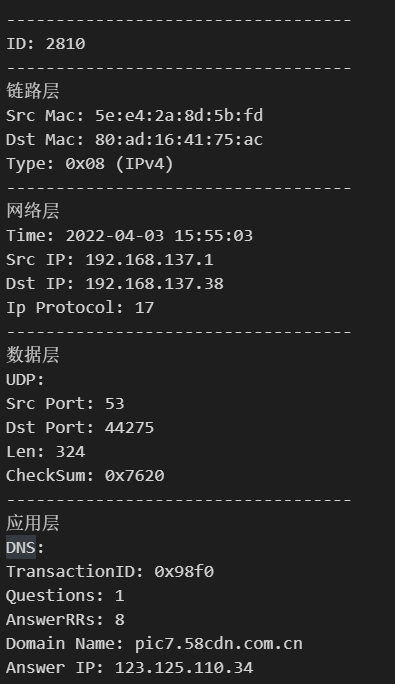 -----------------------------------
ID: 2810
-----------------------------------
链路层
Src Mac: 5e:e4:2a:8d:5b:fd
Dst Mac: 80:ad:16:41:75:ac
Type: 0x08 (IPv4)
-----------------------------------
网络层
Time: 2022-04-03 15:55:03
Src IP: 192.168.137.1
Dst IP: 192.168.137.38
Ip Protocol: 17
-----------------------------------
数据层
UDP:
Src Port: 53
Dst Port: 44275
Len: 324
CheckSum: 0x7620
-----------------------------------
应用层
DNS:
TransactionID: 0x98f0
Questions: 1
AnswerRRs: 8
Domain Name: pic7.58cdn.com.cn
Answer IP: 123.125.110.34